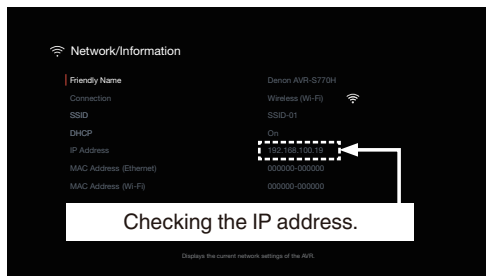 Network/Information
Friendly Name Denon AVR-S770H
Connection Wireless (Wi-Fi)
SSID SSID-01
DHCP On
IP Address 192.168.100.19
MAC Address (Ethernet) 000000-000000
MAC Address (Wi-Fi) 000000-000000
Checking the IP address.
Displays the current network settings of the AVR.